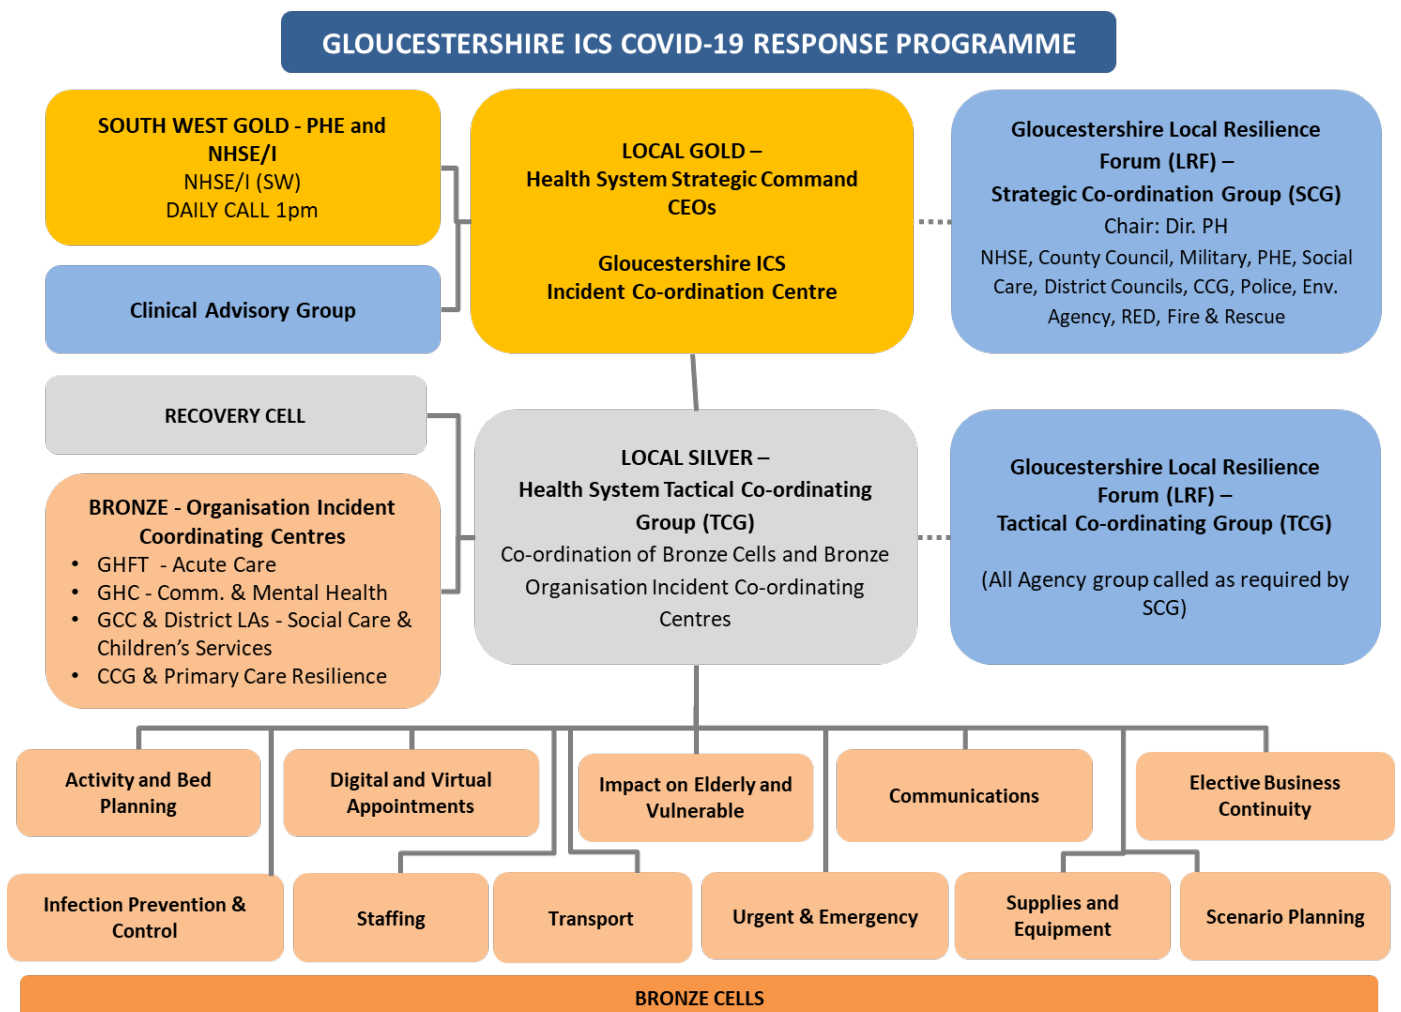 GLOUCESTERSHIRE ICS COVID-19 RESPONSE PROGRAMME
SOUTH WEST GOLD - PHE and
NHSE/I
NHSE/I (SW)
DAILY CALL 1pm
Clinical Advisory Group
LOCAL GOLD –
Health System Strategic Command
CEOs
Gloucestershire ICS
Incident Co-ordination Centre
Gloucestershire Local Resilience
Forum (LRF) –
Strategic Co-ordination Group (SCG)
Chair: Dir. PH
NHSE, County Council, Military, PHE, Social
Care, District Councils, CCG, Police, Env.
Agency, RED, Fire & Rescue
RECOVERY CELL
BRONZE - Organisation Incident
Coordinating Centres
• GHFT - Acute Care
• GHC - Comm. & Mental Health
• GCC & District LAs - Social Care &
Children’s Services
• CCG & Primary Care Resilience
LOCAL SILVER –
Health System Tactical Co-ordinating
Group (TCG)
Co-ordination of Bronze Cells and Bronze
Organisation Incident Co-ordinating
Centres
Gloucestershire Local Resilience
Forum (LRF) –
Tactical Co-ordinating Group (TCG)
(All Agency group called as required by
SCG)
Activity and Bed
Planning
Digital and Virtual
Appointments
Impact on Elderly and
Vulnerable
Communications
Elective Business
Continuity
Infection Prevention &
Control
Staffing
Transport
Urgent & Emergency
Supplies and
Equipment
Scenario Planning
BRONZE CELLS